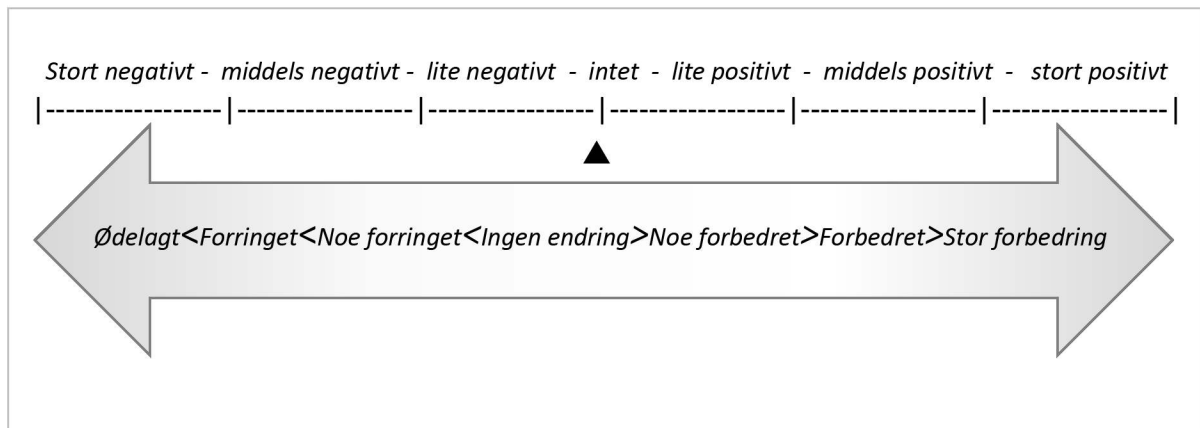 Stort negativt - middels negativt - lite negativt - intet - lite positivt - middels positivt - stort positivt
|------------------|------------------|-----------------|------------------|------------------|------------------|
▲
Ødelagt<Forringet<Noe forringet<Ingen endring>Noe forbedret>Forbedret>Stor forbedring